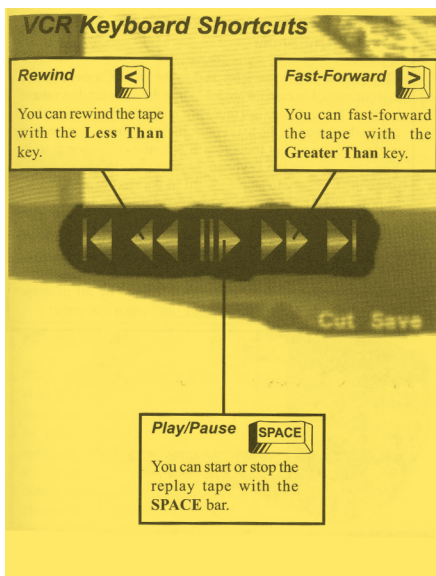 VCR Keyboard Shortcuts
Rewind <
You can rewind the tape
with the Less Than
key.
Fast-Forward >
You can fast-forward
the tape with the
Greater Than key.
Cut Save
Play/Pause SPACE
You can start or stop the
replay tape with the
SPACE bar.